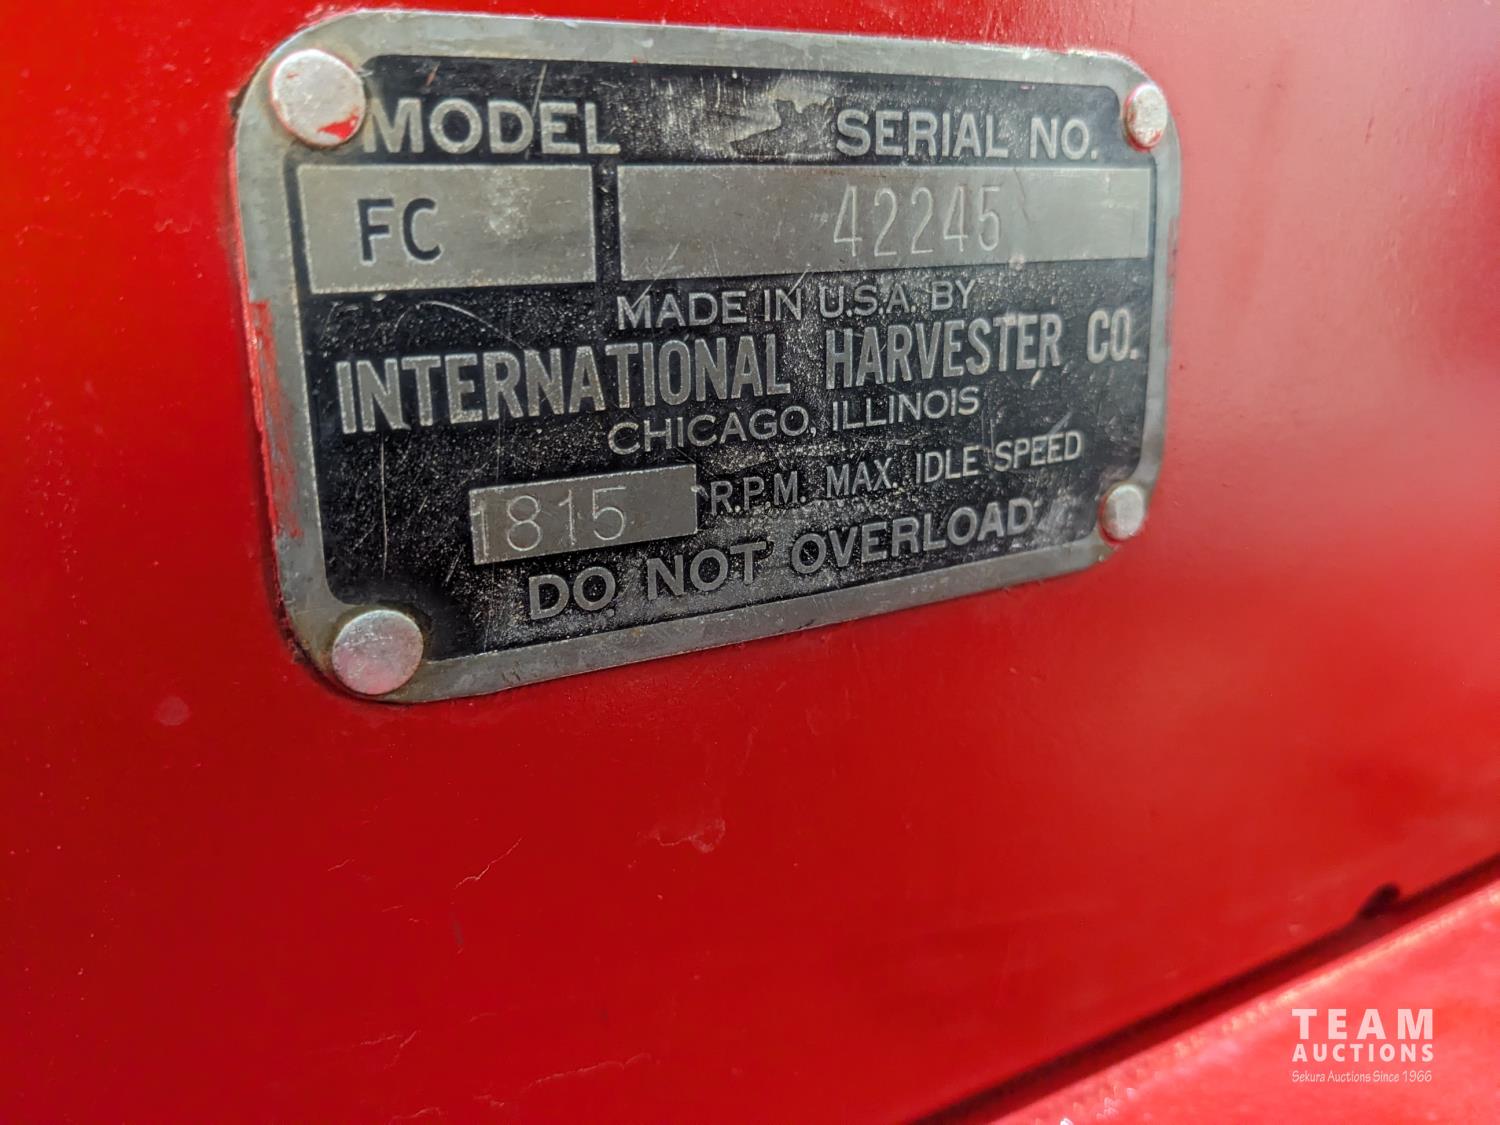 MODEL SERIAL NO.
FC 42245
MADE IN U.S.A. BY
INTERNATIONAL HARVESTER CO.
CHICAGO, ILLINOIS
1815 R.P.M. MAX. IDLE SPEED
DO NOT OVERLOAD
TEAM
AUCTIONS
Sekura Auctions Since 1966